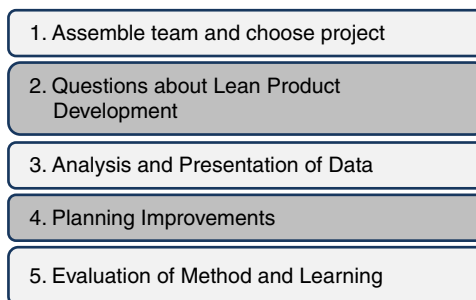 1. Assemble team and choose project
2. Questions about Lean Product
Development
3. Analysis and Presentation of Data
4. Planning Improvements
5. Evaluation of Method and Learning